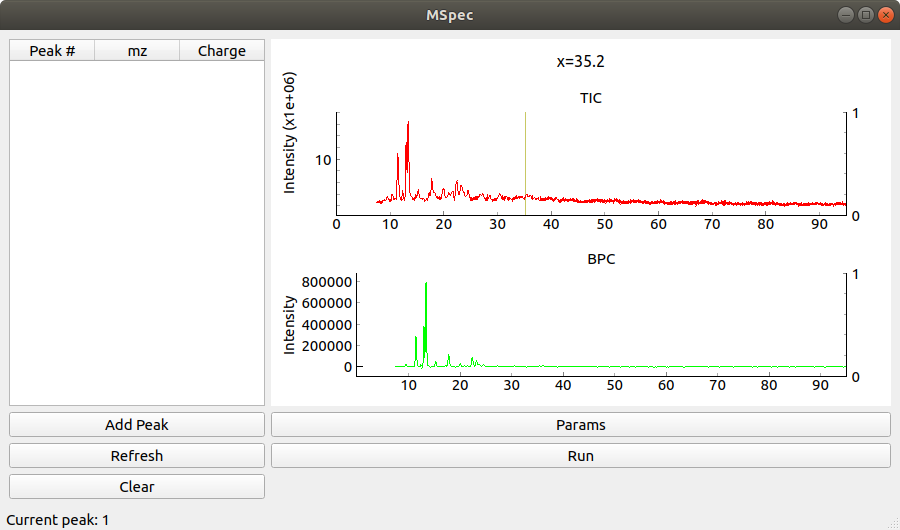 MSpec
Peak # mz Charge
x=35.2
TIC
Intensity (x1e+06)
10
1
0
0 10 20 30 40 50 60 70 80 90
BPC
Intensity
800000
600000
400000
200000
0
1
0
10 20 30 40 50 60 70 80 90
Add Peak
Params
Refresh
Run
Clear
Current peak: 1